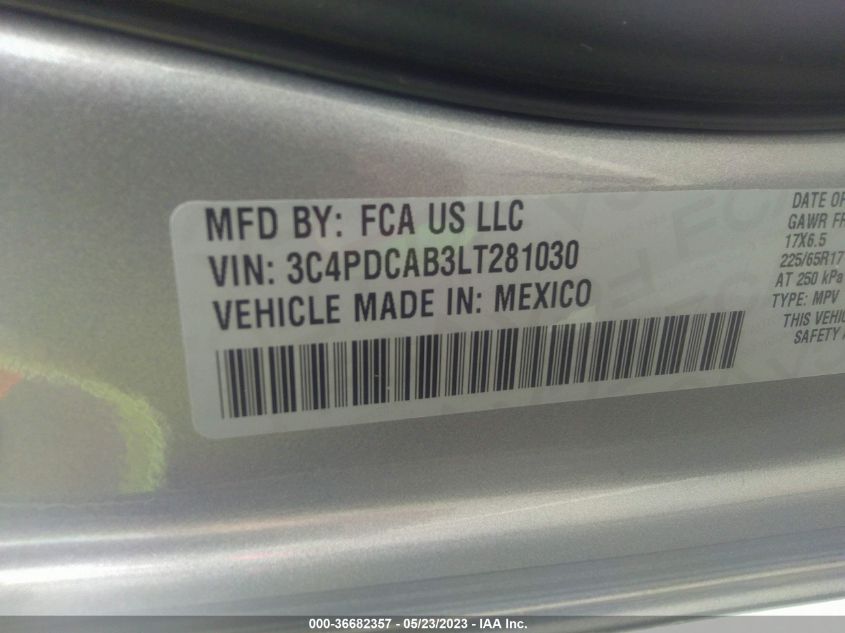 MFD BY: FCA US LLC
VIN: 3C4PDCAB3LT281030
VEHICLE MADE IN: MEXICO
DATE OF
GAWR FR
17X6.5
225/65R17
AT 250 kPa
TYPE: MPV
THIS VEHIC
SAFETY
000-36682357 - 05/23/2023 - IAA Inc.